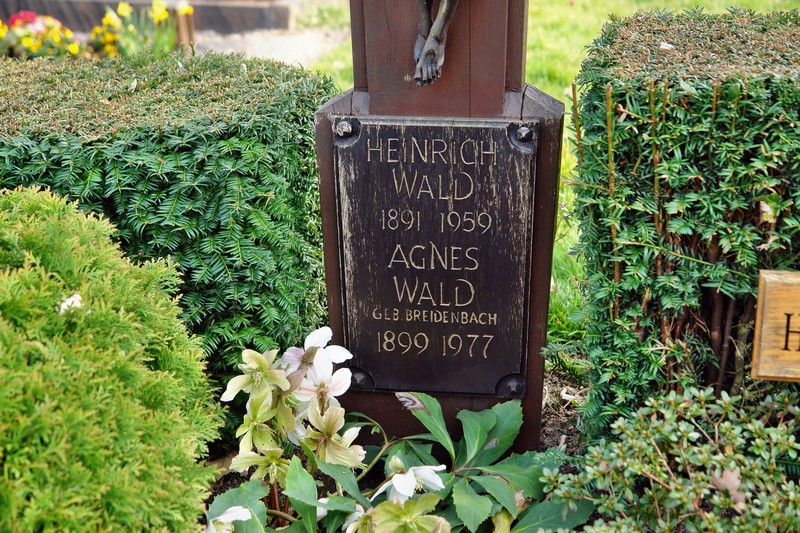 HEINRICH
WALD
1891 1959
AGNES
WALD
GEB. BREIDENBACH
1899 1977
H